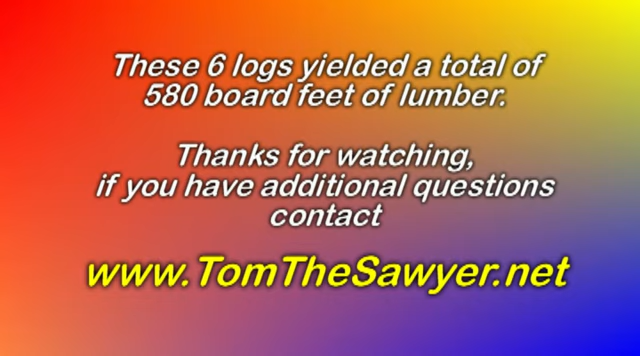 These 6 logs yielded a total of
580 board feet of lumber.
Thanks for watching,
if you have additional questions
contact
www.TomTheSawyer.net